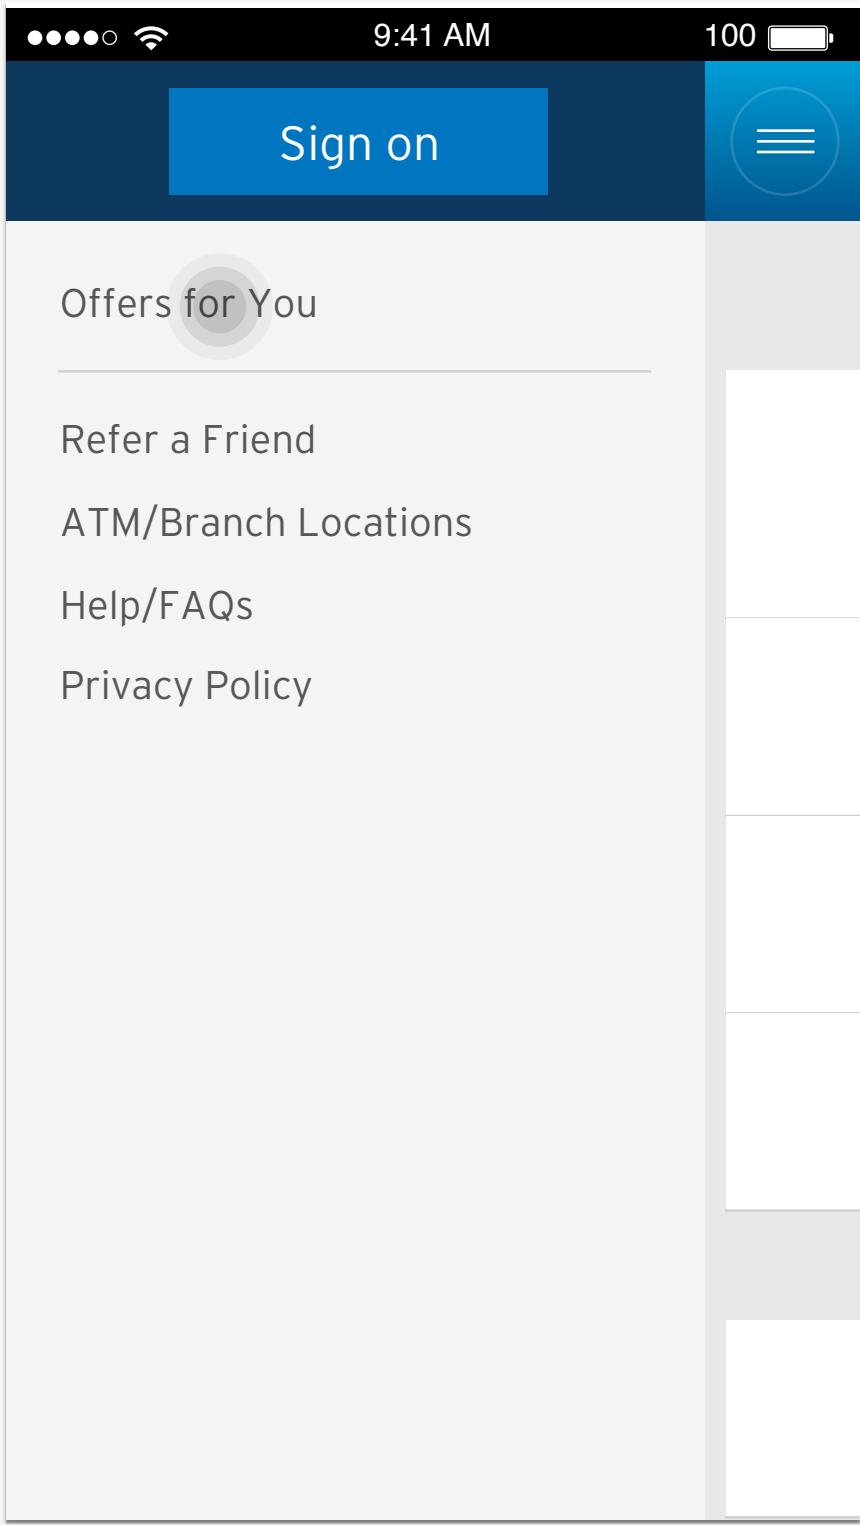 9:41 AM
100
Sign on
Offers for You
Refer a Friend
ATM/Branch Locations
Help/FAQs
Privacy Policy